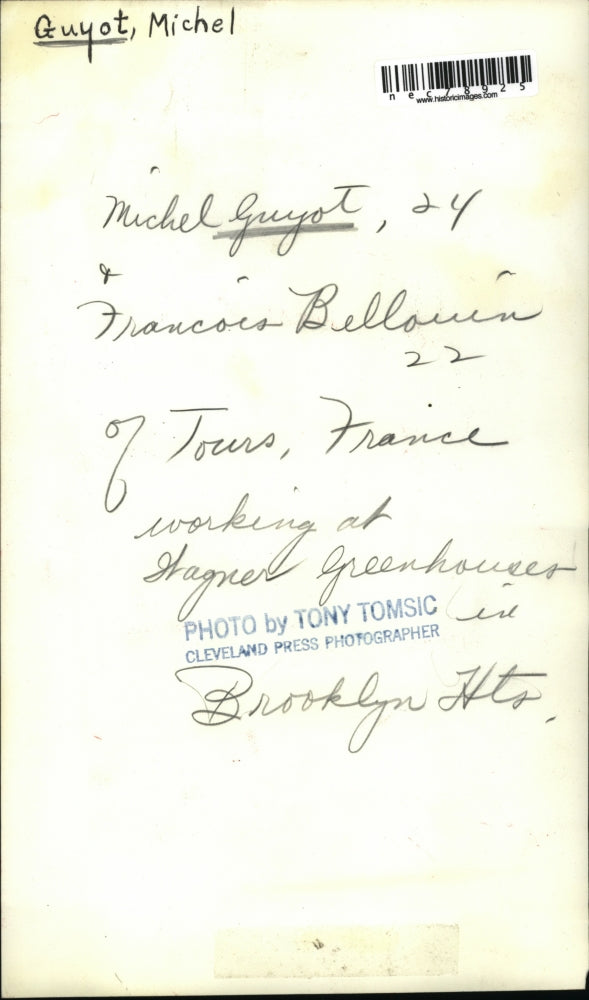 Guyot, Michel
nec78925
www.historicimages.com
Michel Guyot, 24
&
Francois Bellouin
22
of Tours, France
working at
Wagner Greenhouses
in
PHOTO by TONY TOMSIC
CLEVELAND PRESS PHOTOGRAPHER
Brooklyn Hts.